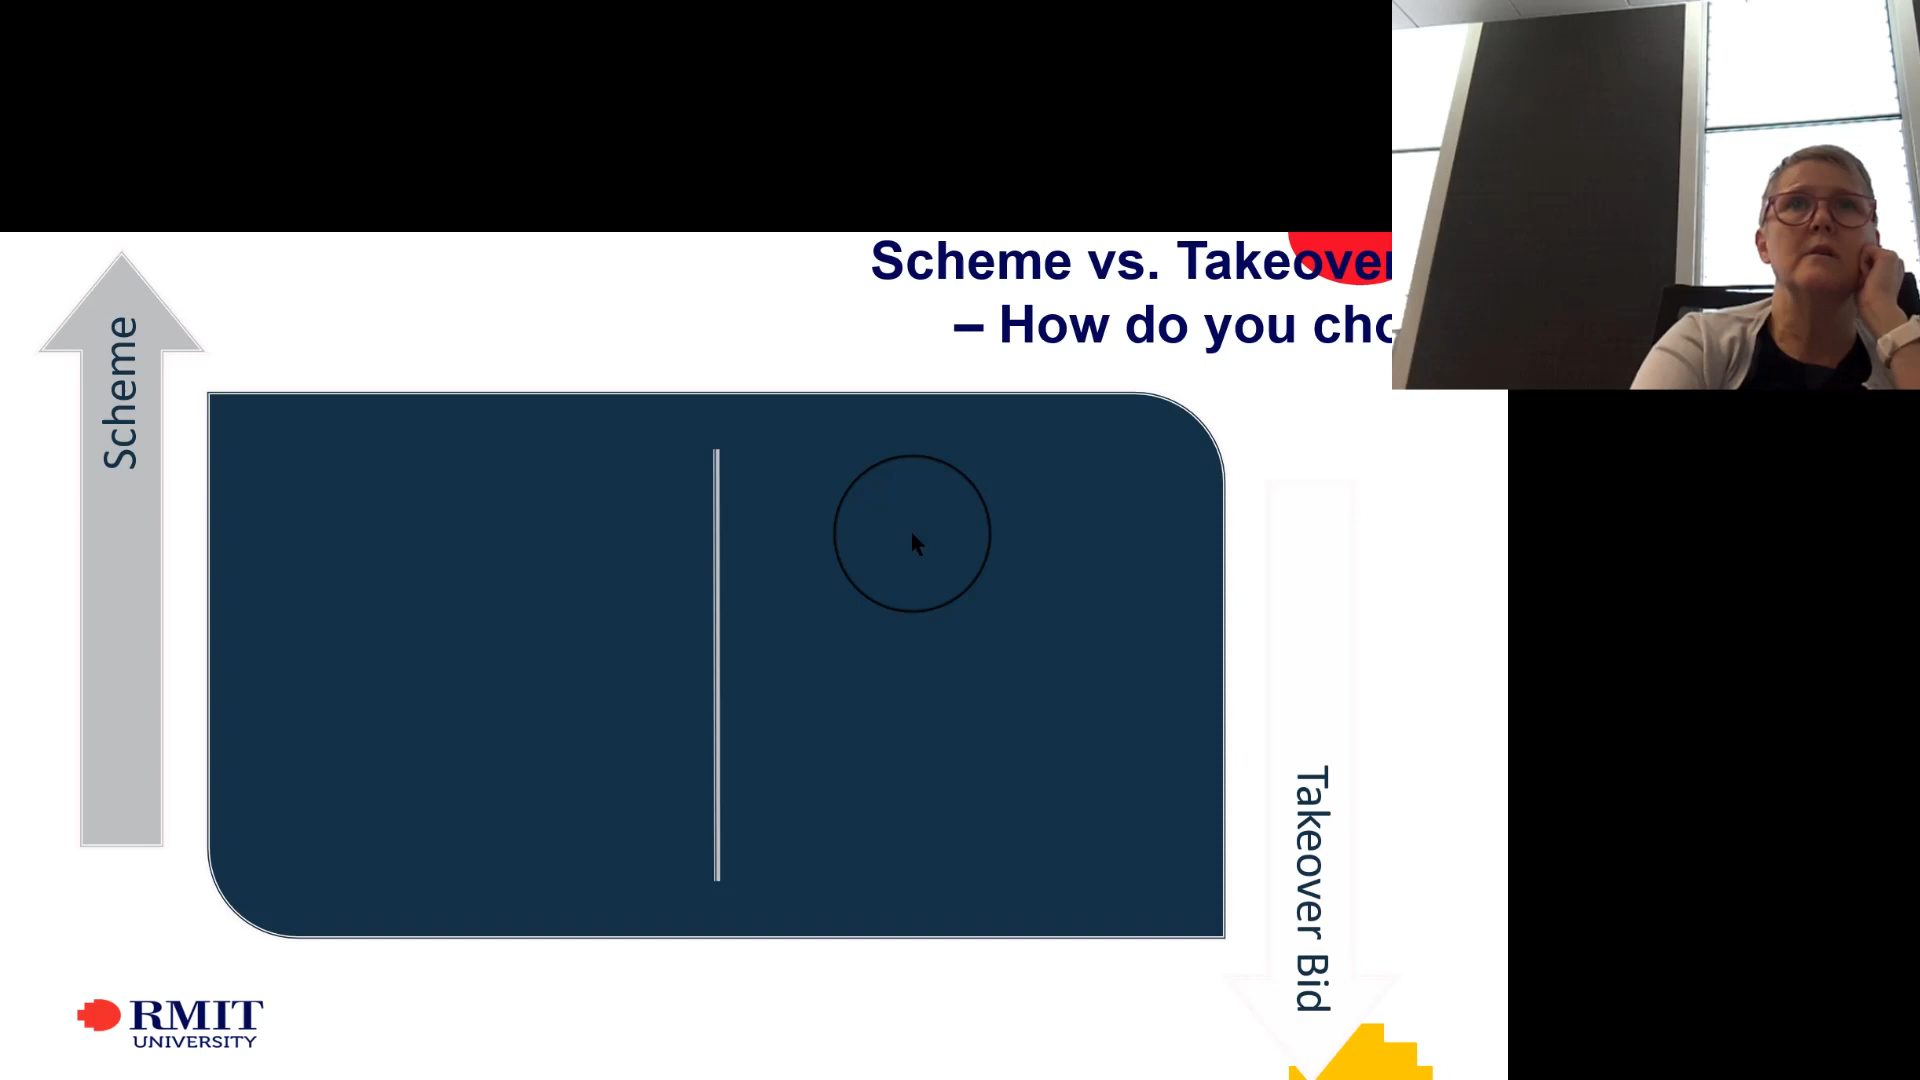 Scheme vs. Takeover
– How do you cho
Scheme
Takeover Bid
RMIT
UNIVERSITY